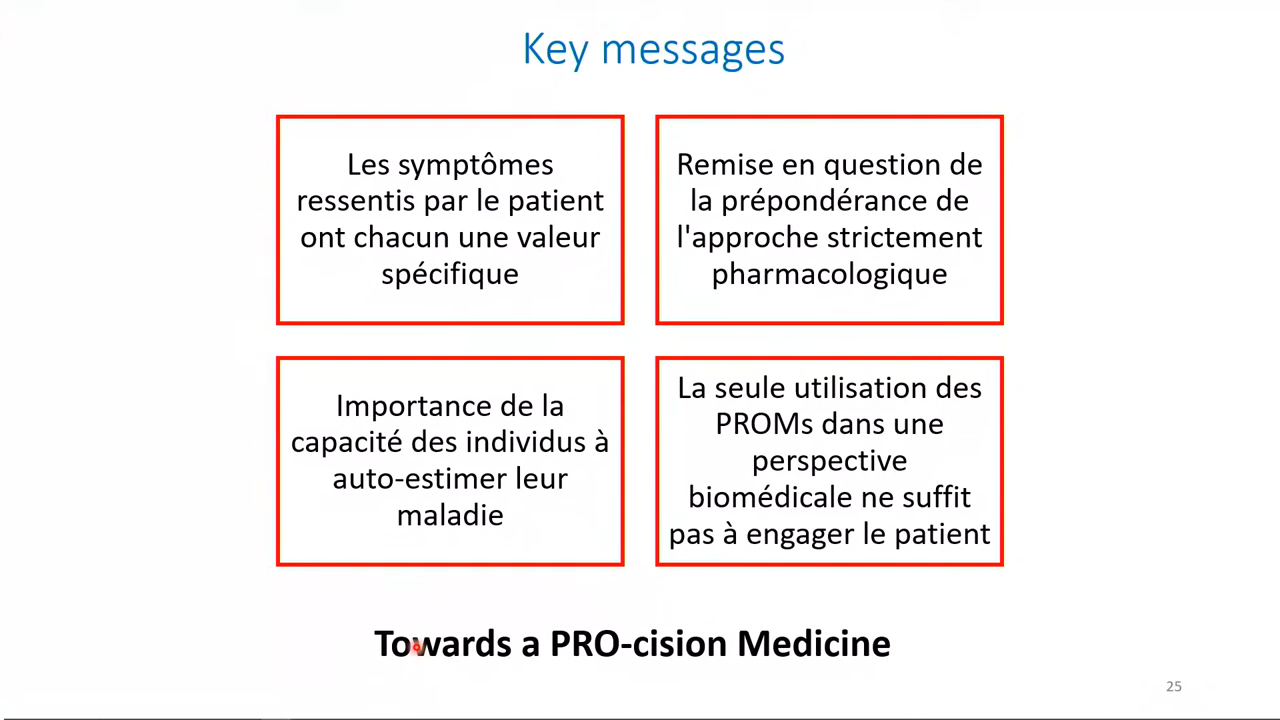 Key messages
Les symptômes
ressentis par le patient
ont chacun une valeur
spécifique
Remise en question de
la prépondérance de
l'approche strictement
pharmacologique
Importance de la
capacité des individus à
auto-estimer leur
maladie
La seule utilisation des
PROMs dans une
perspective
biomédicale ne suffit
pas à engager le patient
Towards a PRO-cision Medicine
25